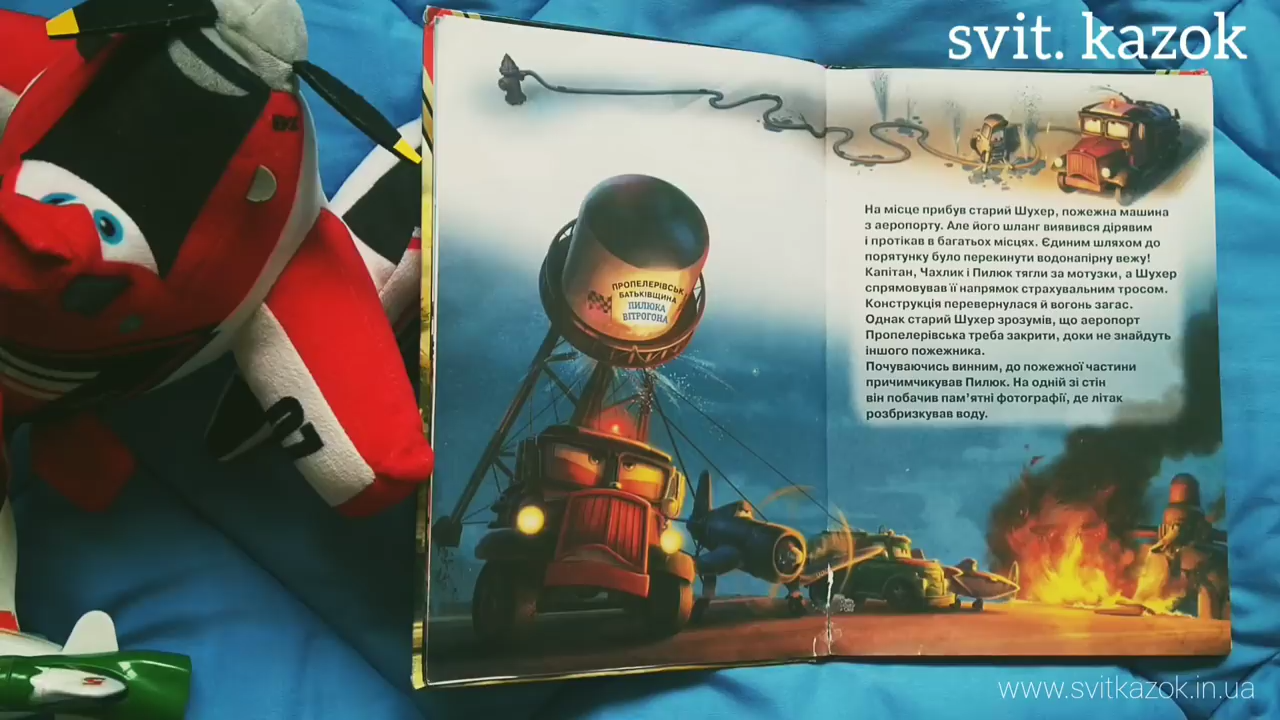 svit. kazok
ПРОПЕЛЕРІВСЬК.
БАТЬКІВЩИНА
ПИЛЮКА
ВІТРОГОНА
На місце прибув старий Шухер, пожежна машина
з аеропорту. Але його шланг виявився дірявим
і протікав в багатьох місцях. Єдиним шляхом до
порятунку було перекинути водонапірну вежу!
Капітан, Чахлик і Пилюк тягли за мотузки, а Шухер
спрямовував її напрямок страхувальним тросом.
Конструкція перевернулася й вогонь загас.
Однак старий Шухер зрозумів, що аеропорт
Пропелерівська треба закрити, доки не знайдуть
іншого пожежника.
Почуваючись винним, до пожежної частини
причимчикував Пилюк. На одній зі стін
він побачив пам’ятні фотографії, де літак
розбризкував воду.
www.svitkazok.in.ua